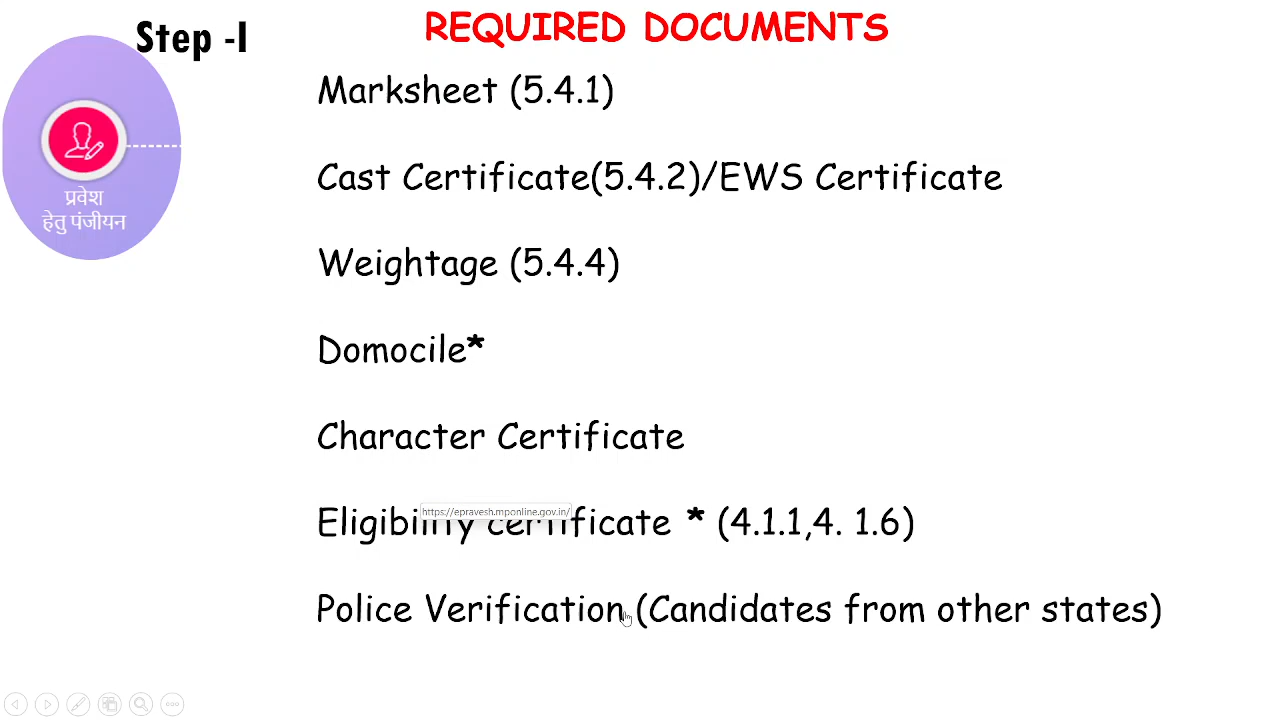 Step -I
REQUIRED DOCUMENTS
प्रवेश
हेतु पंजीयन
Marksheet (5.4.1)
Cast Certificate(5.4.2)/EWS Certificate
Weightage (5.4.4)
Domocile*
Character Certificate
https://epravesh.mponline.gov.in/
Eligibility certificate * (4.1.1,4. 1.6)
Police Verification (Candidates from other states)